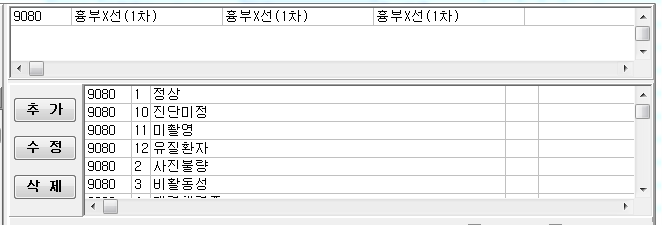 9080 흉부X선(1차) 흉부X선(1차) 흉부X선(1차)
추 가
수 정
삭 제
9080 1 정상
9080 10 진단미정
9080 11 미촬영
9080 12 유질환자
9080 2 사진불량
9080 3 비활동성